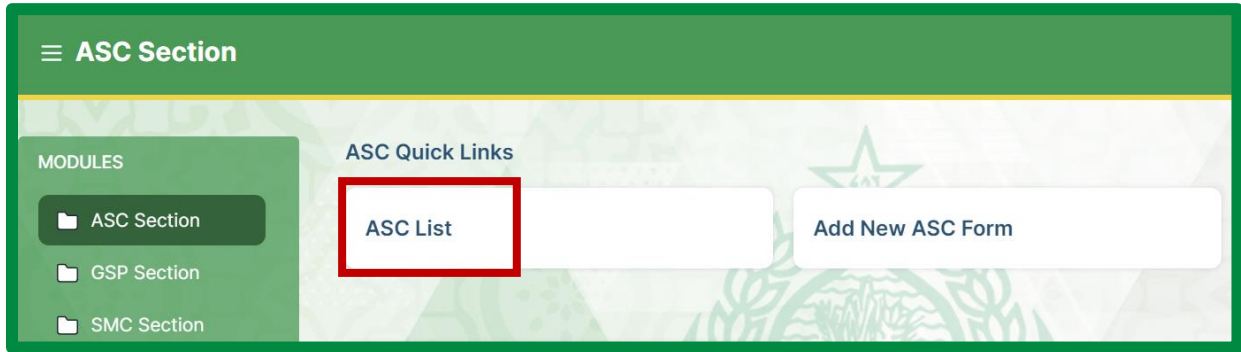 ASC Section
MODULES
ASC Section
GSP Section
SMC Section
ASC Quick Links
ASC List
Add New ASC Form